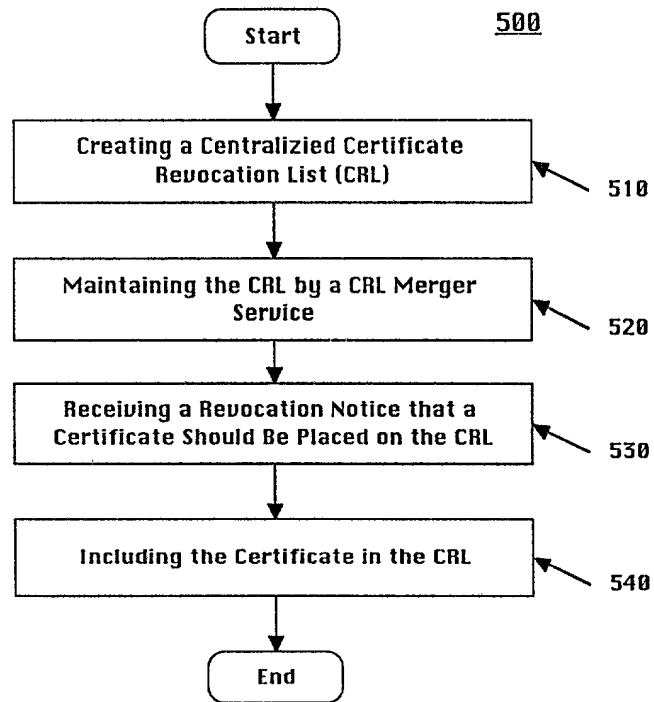 500
Start
Creating a Centralizied Certificate
Revocation List (CRL)
510
Maintaining the CRL by a CRL Merger
Service
520
Receiving a Revocation Notice that a
Certificate Should Be Placed on the CRL
530
Including the Certificate in the CRL
540
End